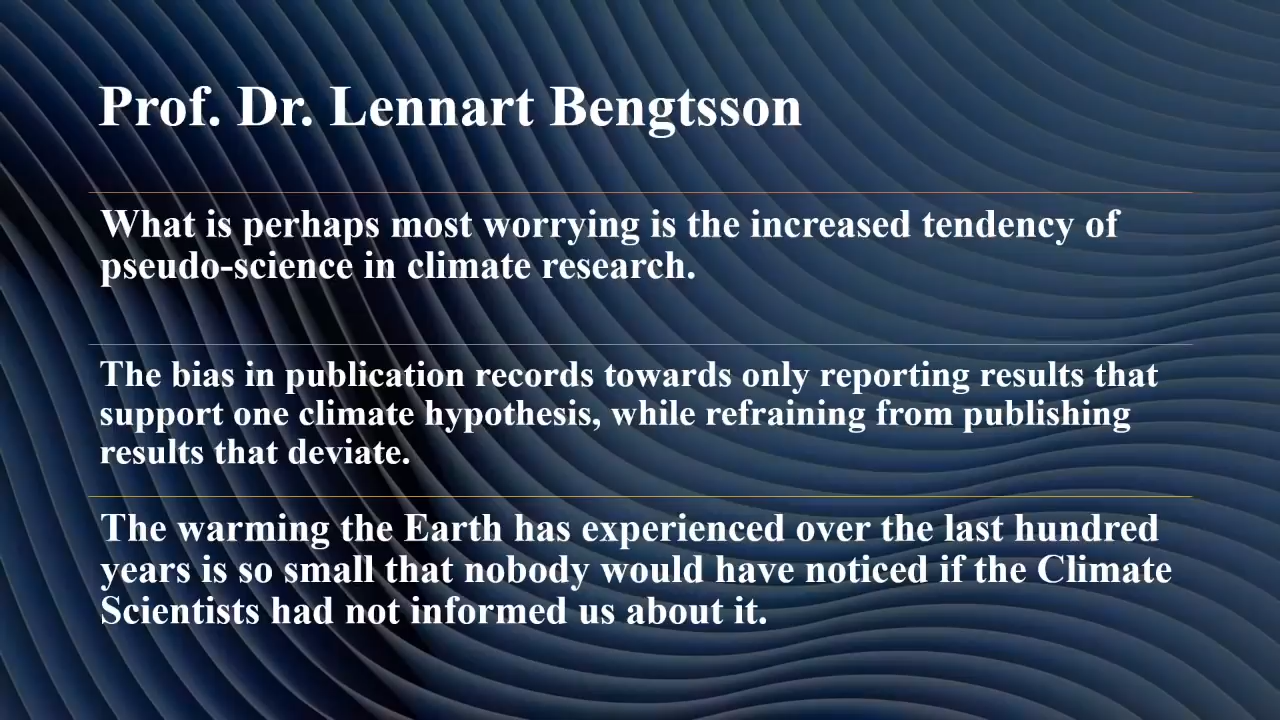 Prof. Dr. Lennart Bengtsson
What is perhaps most worrying is the increased tendency of
pseudo-science in climate research.
The bias in publication records towards only reporting results that
support one climate hypothesis, while refraining from publishing
results that deviate.
The warming the Earth has experienced over the last hundred
years is so small that nobody would have noticed if the Climate
Scientists had not informed us about it.